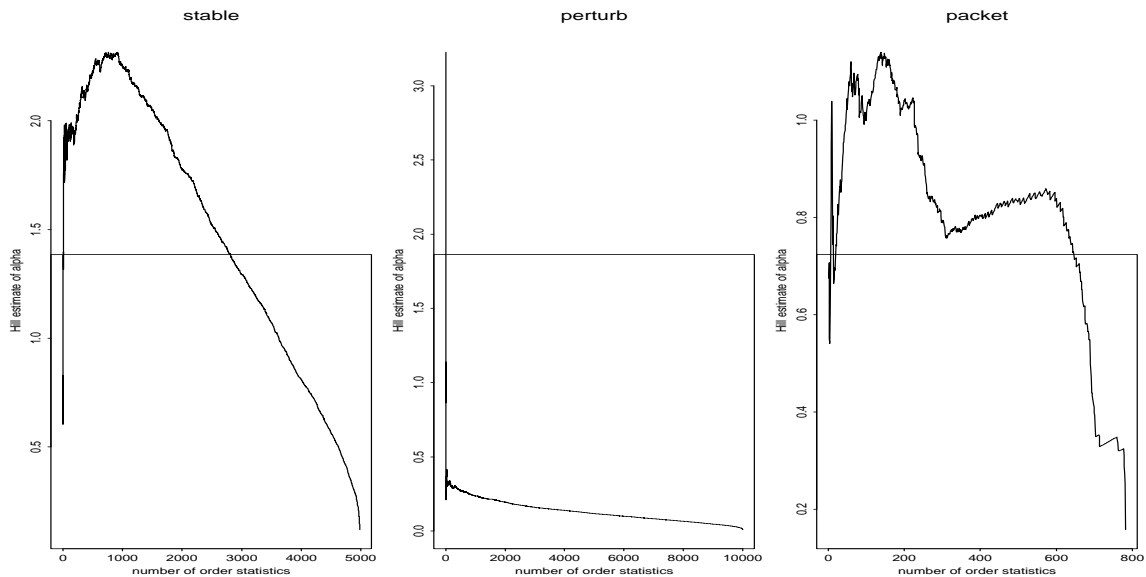 stable
Hill estimate of alpha
2.0
1.5
1.0
0.5
0 1000 2000 3000 4000 5000
number of order statistics
perturb
Hill estimate of alpha
3.0
2.5
2.0
1.5
1.0
0.5
0.0
0 2000 4000 6000 8000 10000
number of order statistics
packet
Hill estimate of alpha
1.0
0.8
0.6
0.4
0.2
0 200 400 600 800
number of order statistics